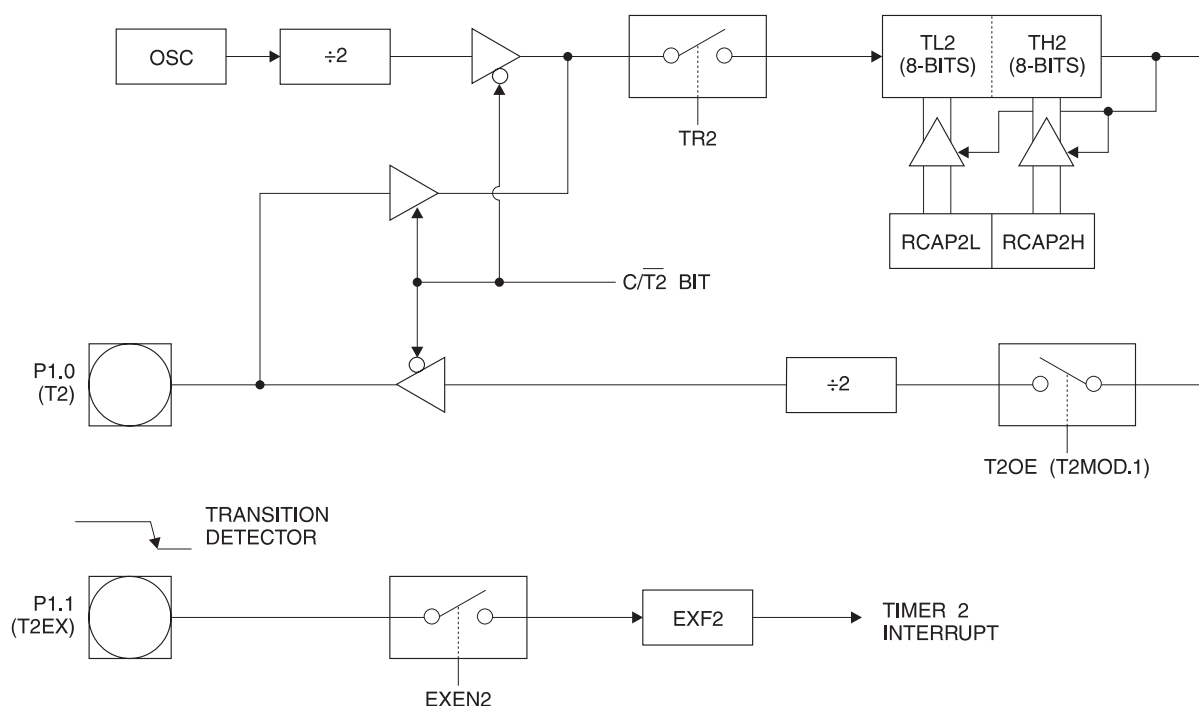 OSC
÷2
TL2
(8-BITS)
TH2
(8-BITS)
TR2
RCAP2L
RCAP2H
C/T2 BIT
P1.0
(T2)
÷2
T2OE (T2MOD.1)
TRANSITION
DETECTOR
P1.1
(T2EX)
EXF2
TIMER 2
INTERRUPT
EXEN2